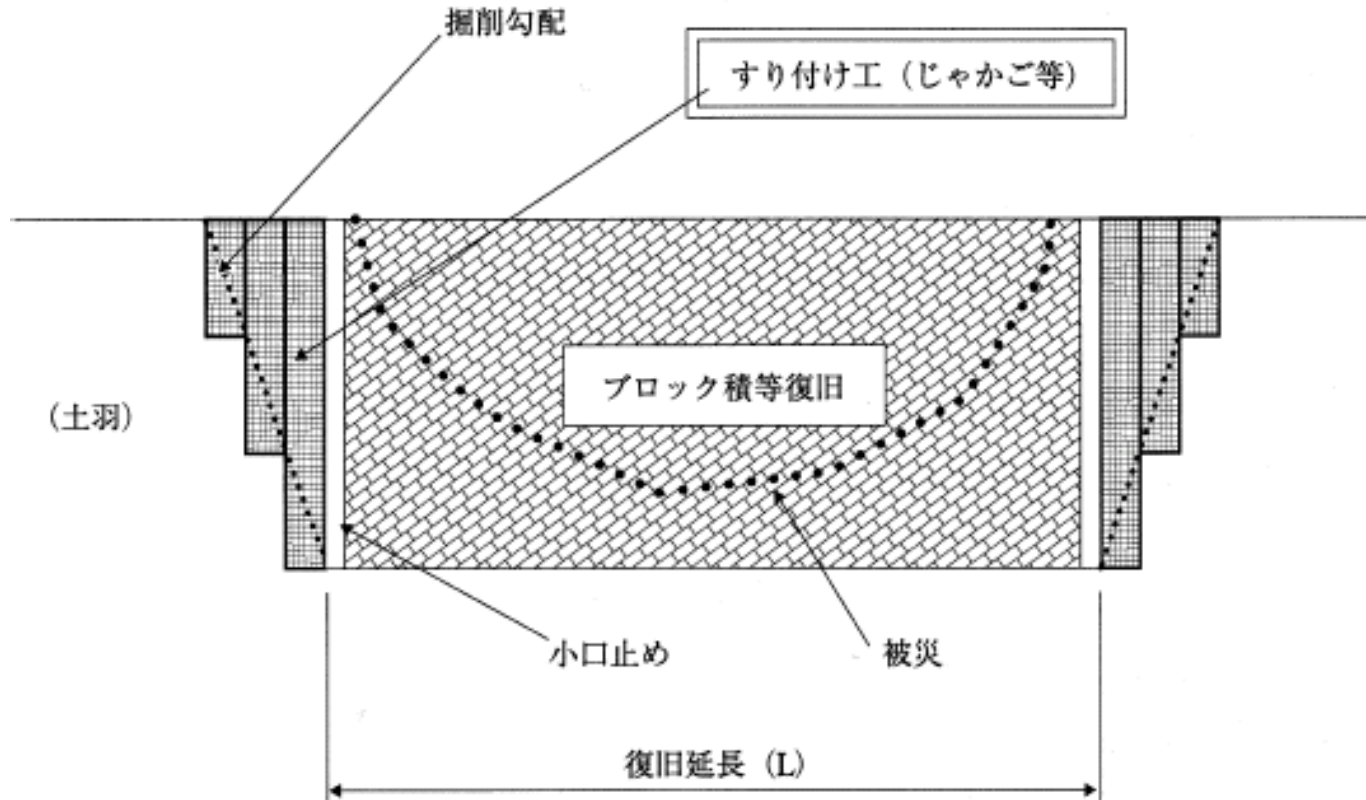 掘削勾配
すり付け工（じゃかご等）
ブロック積等復旧
（土羽）
小口止め
被災
復旧延長（L）